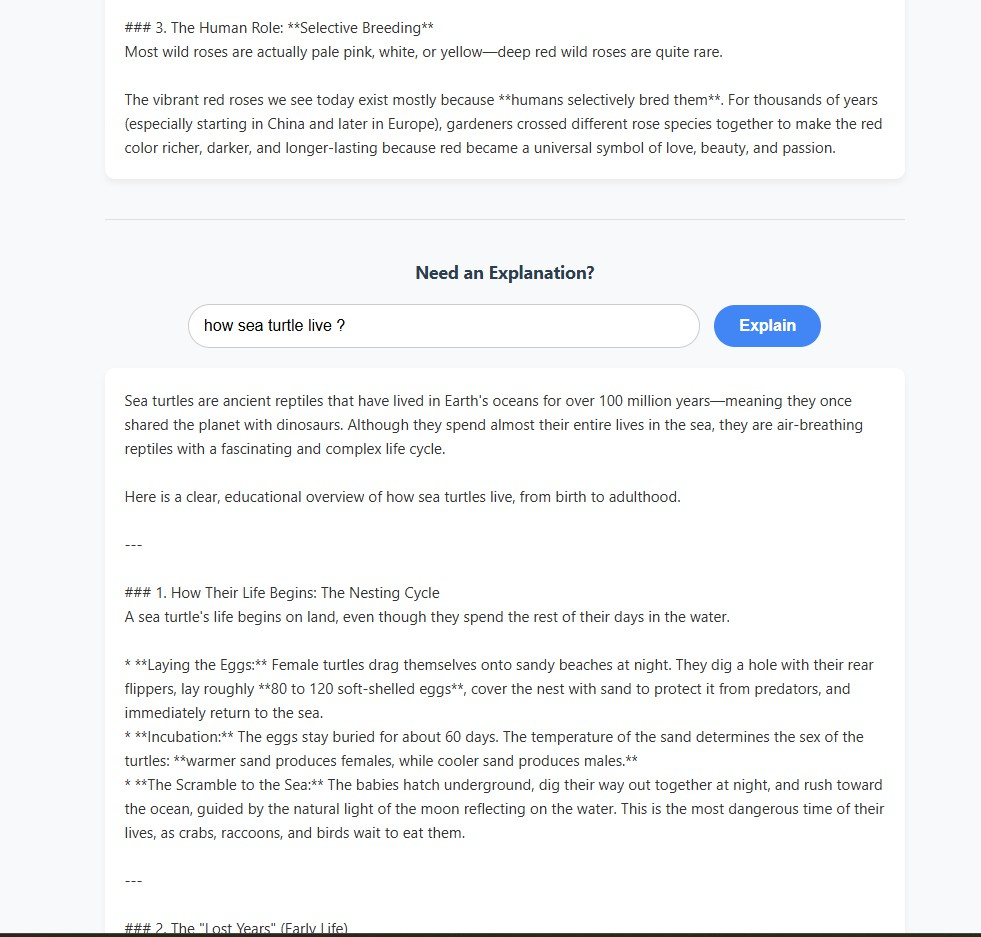 ### 3. The Human Role: **Selective Breeding**
Most wild roses are actually pale pink, white, or yellow—deep red wild roses are quite rare.
The vibrant red roses we see today exist mostly because **humans selectively bred them**. For thousands of years
(especially starting in China and later in Europe), gardeners crossed different rose species together to make the red
color richer, darker, and longer-lasting because red became a universal symbol of love, beauty, and passion.
Need an Explanation?
how sea turtle live ?
Explain
Sea turtles are ancient reptiles that have lived in Earth's oceans for over 100 million years—meaning they once
shared the planet with dinosaurs. Although they spend almost their entire lives in the sea, they are air-breathing
reptiles with a fascinating and complex life cycle.
Here is a clear, educational overview of how sea turtles live, from birth to adulthood.
---
### 1. How Their Life Begins: The Nesting Cycle
A sea turtle's life begins on land, even though they spend the rest of their days in the water.
* **Laying the Eggs:** Female turtles drag themselves onto sandy beaches at night. They dig a hole with their rear
flippers, lay roughly **80 to 120 soft-shelled eggs**, cover the nest with sand to protect it from predators, and
immediately return to the sea.
* **Incubation:** The eggs stay buried for about 60 days. The temperature of the sand determines the sex of the
turtles: **warmer sand produces females, while cooler sand produces males.**
* **The Scramble to the Sea:** The babies hatch underground, dig their way out together at night, and rush toward
the ocean, guided by the natural light of the moon reflecting on the water. This is the most dangerous time of their
lives, as crabs, raccoons, and birds wait to eat them.
---
### 2. The "Lost Years" (Early Life)